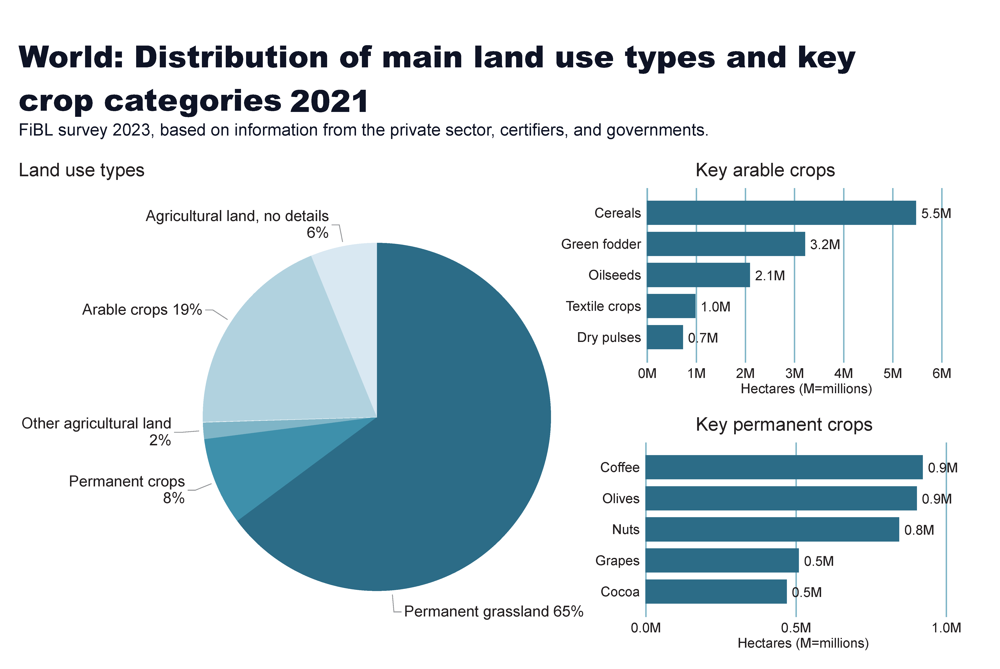 World: Distribution of main land use types and key
crop categories 2021
FiBL survey 2023, based on information from the private sector, certifiers, and governments.
Land use types
Agricultural land, no details
6%
Arable crops 19%
Other agricultural land
2%
Permanent crops
8%
Permanent grassland 65%
Key arable crops
Cereals 5.5M
Green fodder 3.2M
Oilseeds 2.1M
Textile crops 1.0M
Dry pulses 0.7M
0M 1M 2M 3M 4M 5M 6M
Hectares (M=millions)
Key permanent crops
Coffee 0.9M
Olives 0.9M
Nuts 0.8M
Grapes 0.5M
Cocoa 0.5M
0.0M 0.5M 1.0M
Hectares (M=millions)